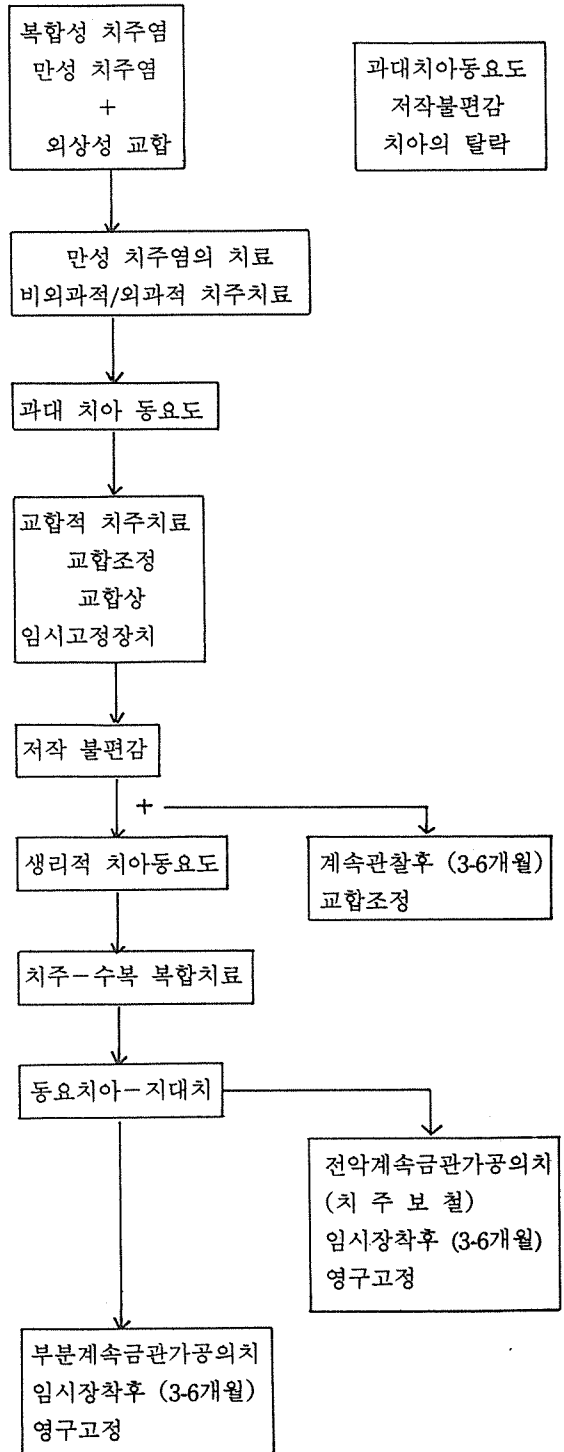 복합성 치주염
만성 치주염
+
외상성 교합
과대치아동요도
저작불편감
치아의 탈락
만성 치주염의 치료
비외과적/외과적 치주치료
과대 치아 동요도
교합적 치주치료
교합조정
교합상
임시고정장치
저작 불편감
+
생리적 치아동요도
계속관찰후 (3-6개월)
교합조정
치주-수복 복합치료
동요치아-지대치
전악계속금관가공의치
(치 주 보 철)
임시장착후 (3-6개월)
영구고정
부분계속금관가공의치
임시장착후 (3-6개월)
영구고정